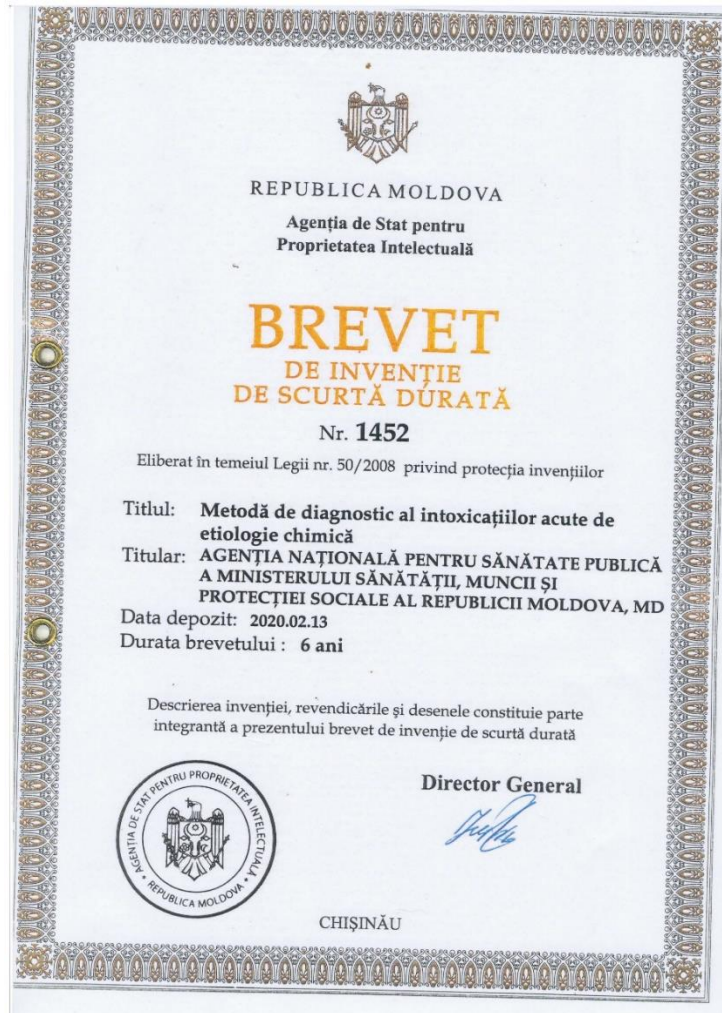 REPUBLICA MOLDOVA
Agenția de Stat pentru
Proprietatea Intelectuală
BREVET
DE INVENȚIE
DE SCURTĂ DURATĂ
Nr. 1452
Eliberat în temeiul Legii nr. 50/2008 privind protecția invențiilor
Titlul: Metodă de diagnostic al intoxicațiilor acute de
etiologie chimică
Titular: AGENȚIA NAȚIONALĂ PENTRU SĂNĂTATE PUBLICĂ
A MINISTERULUI SĂNĂTĂȚII, MUNCII ȘI
PROTECȚIEI SOCIALE AL REPUBLICII MOLDOVA, MD
Data depozit: 2020.02.13
Durata brevetului : 6 ani
Descrierea invenției, revendicările și desenele constituie parte
integrantă a prezentului brevet de invenție de scurtă durată
Director General
AGENȚIA DE STAT PENTRU PROPRIETATEA INTELECTUALĂ
• REPUBLICA MOLDOVA •
CHIȘINĂU